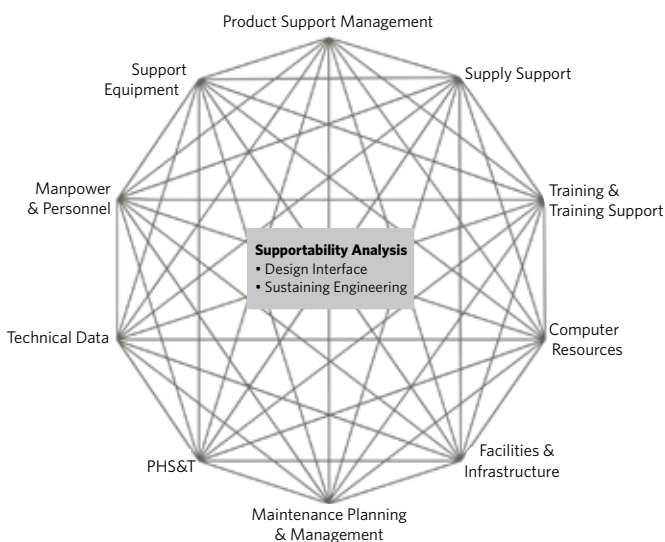 Product Support Management
Support
Equipment
Supply Support
Manpower
& Personnel
Training &
Training Support
Supportability Analysis
• Design Interface
• Sustaining Engineering
Technical Data
Computer
Resources
PHS&T
Facilities &
Infrastructure
Maintenance Planning
& Management